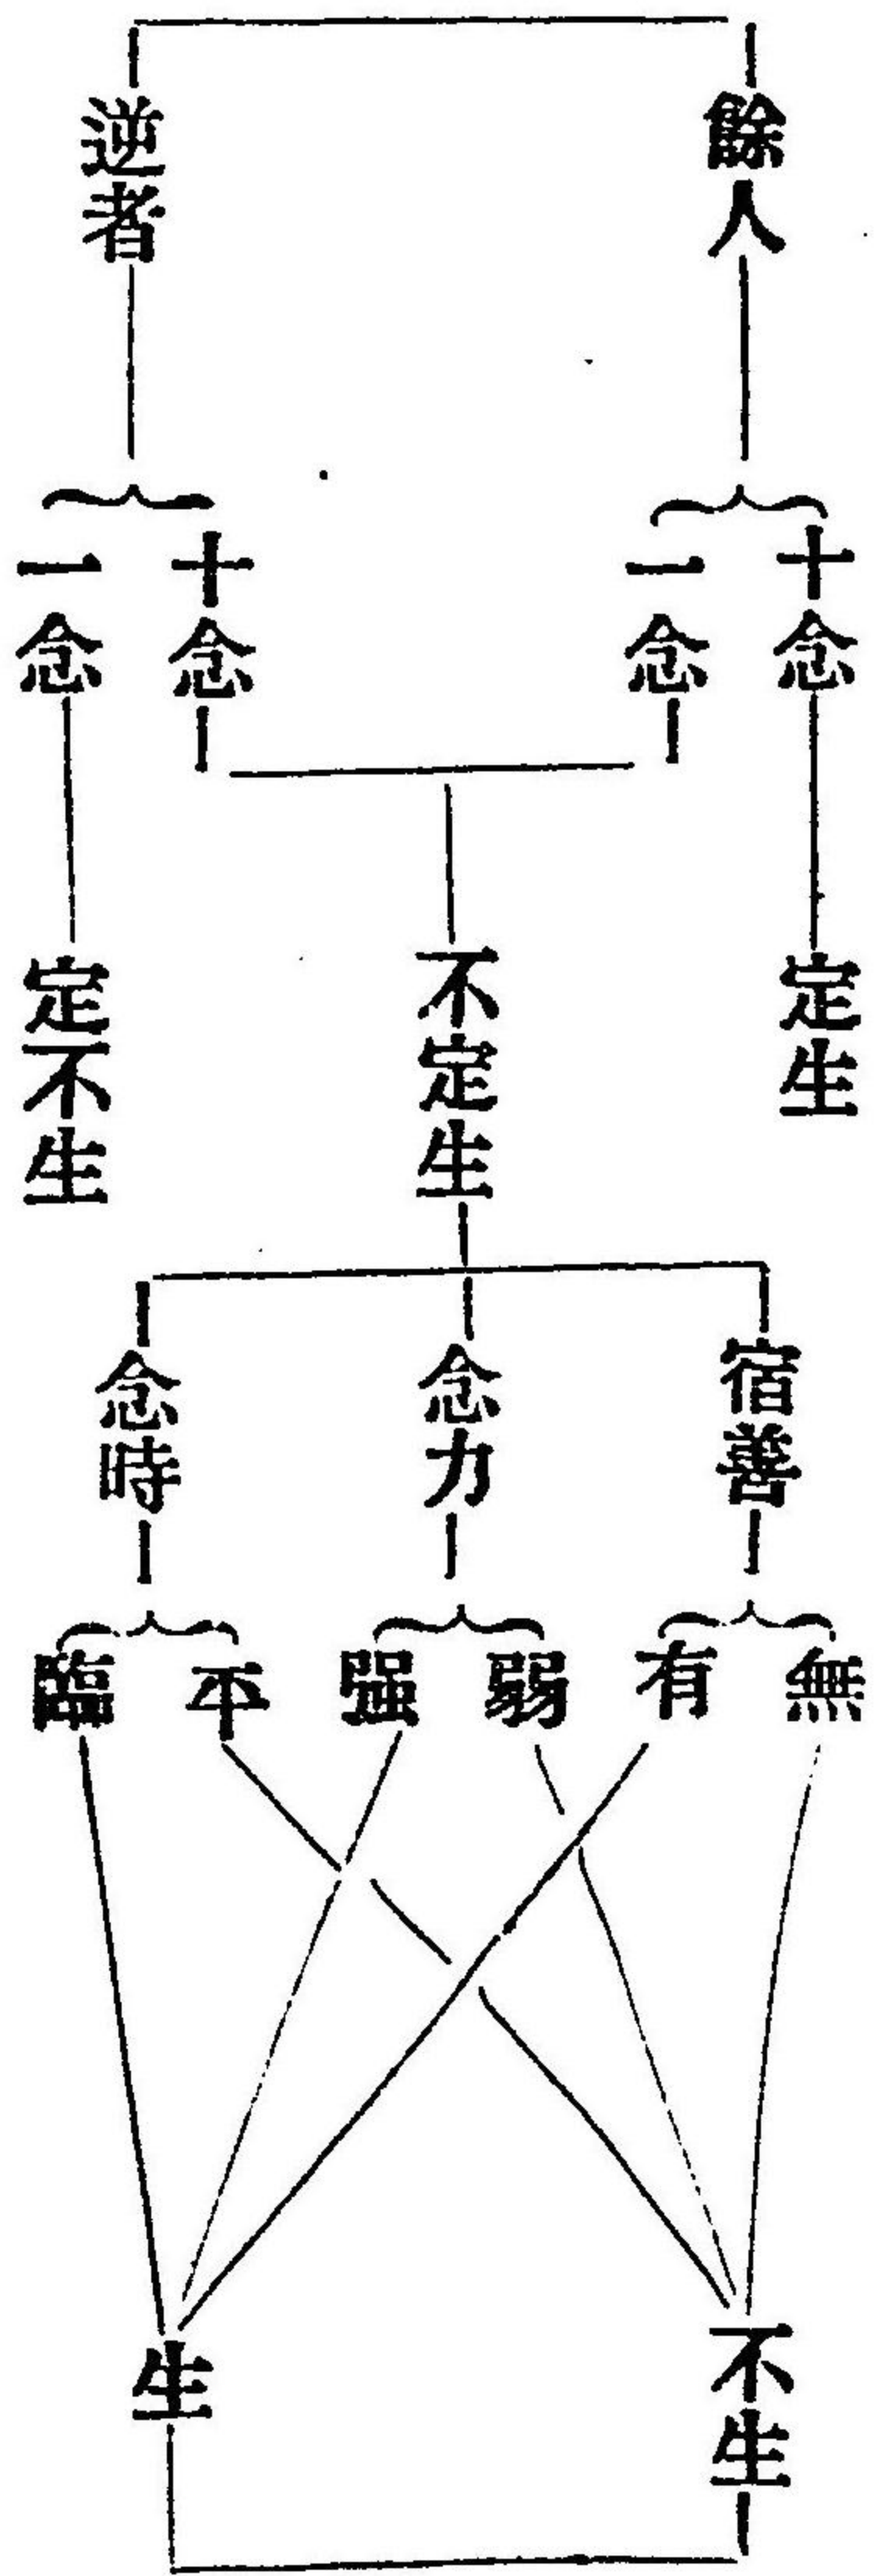 餘人
逆者
十念
一念
十念
一念
定生
不定生
定不生
宿善
念力
念時
無
有
弱
强
平
臨
不生
生